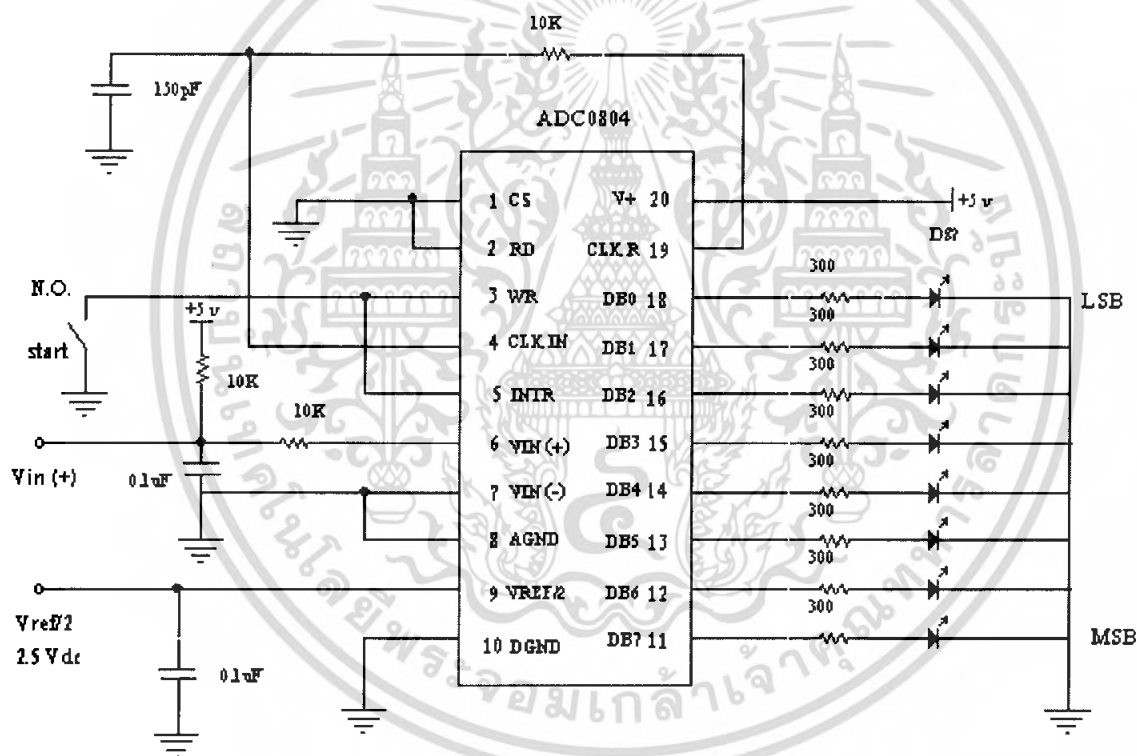 10K
150pF
ADC0804
1 CS
V+ 20
+5 v
2 RD
CLK.R 19
300
N.O.
3 WR
DB0 18
LSB
+5 v
300
start
4 CLK.IN
DB1 17
300
10K
5 INTR
DB2 16
10K
300
6 VIN(+)
DB3 15
Vin (+)
0.1uF
300
7 VIN(-)
DB4 14
300
8 AGND
DB5 13
300
9 VREF/2
DB6 12
Vref/2
300
2.5 Vdc
10 DGND
DB7 11
MSB
0.1uF